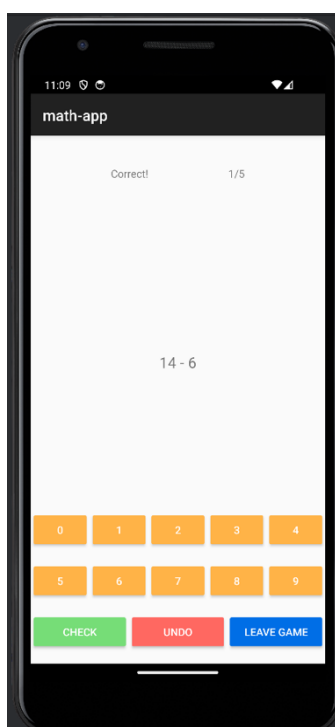 11:09
math-app
Correct! 1/5
14 - 6
0 1 2 3 4
5 6 7 8 9
CHECK UNDO LEAVE GAME